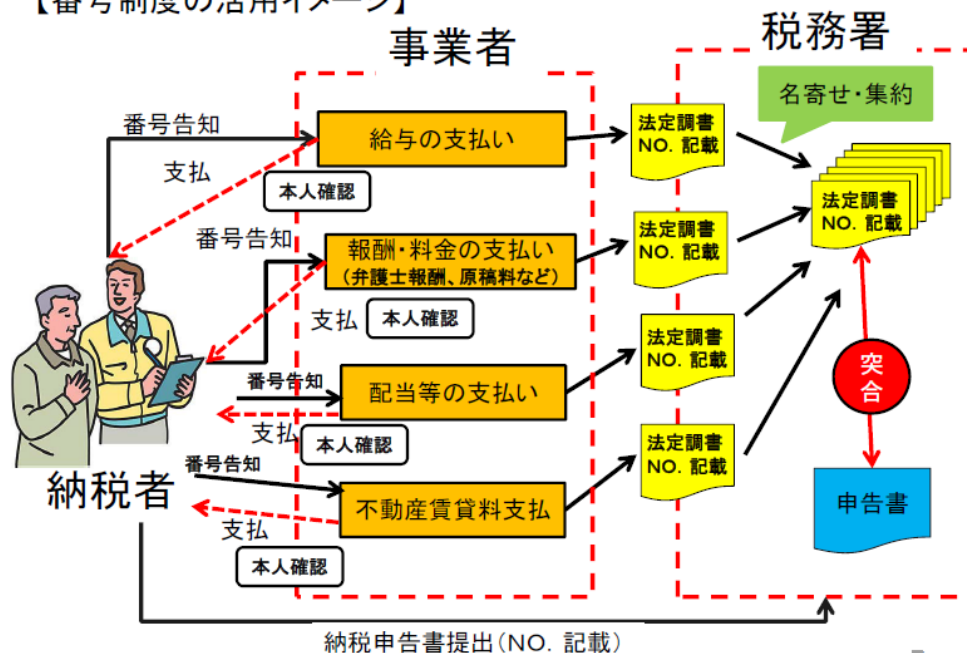 【番号制度の活用イメージ】
事業者
税務署
名寄せ・集約
番号告知
支払
給与の支払い
本人確認
法定調書
NO. 記載
法定調書
NO. 記載
番号告知
報酬・料金の支払い
(弁護士報酬、原稿料など)
支払
本人確認
法定調書
NO. 記載
番号告知
配当等の支払い
支払
本人確認
法定調書
NO. 記載
突
合
番号告知
不動産賃貸料支払
支払
本人確認
法定調書
NO. 記載
申告書
納税者
納税申告書提出(NO. 記載)